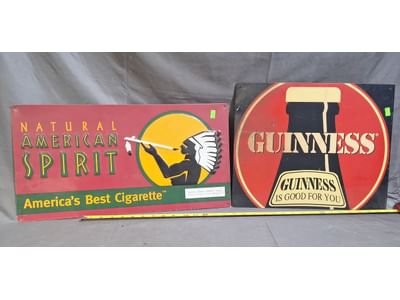 NATURAL
AMERICAN
SPIRIT
America's Best Cigarette™
GUINNESS®
GUINNESS
IS GOOD FOR YOU